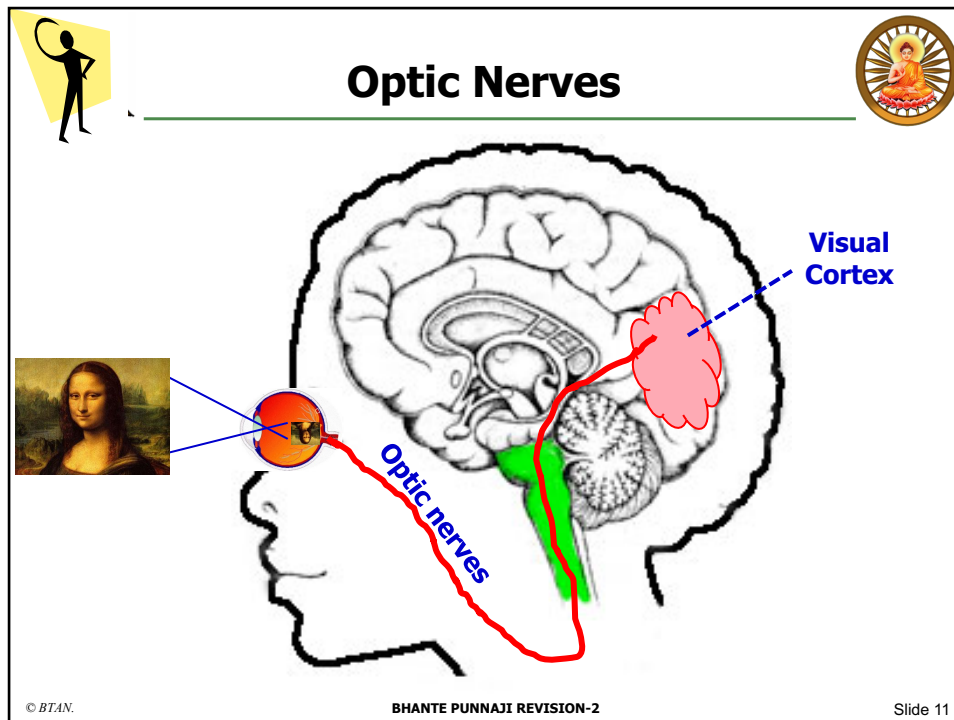 Optic Nerves
Visual
Cortex
Optic nerves
© BTAN.
BHANTE PUNNAJI REVISION-2
Slide 11